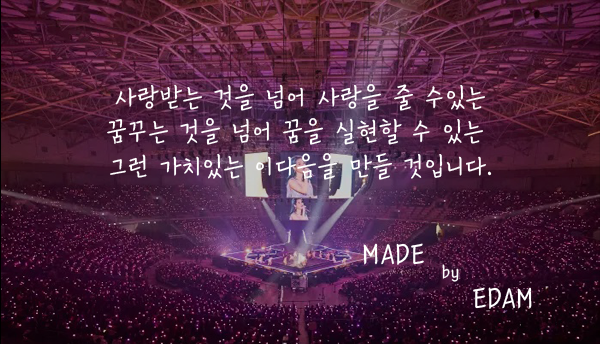 사랑받는 것을 넘어 사랑을 줄 수있는
꿈꾸는 것을 넘어 꿈을 실현할 수 있는
그런 가치있는 이다음을 만들 것입니다.
MADE
by
EDAM